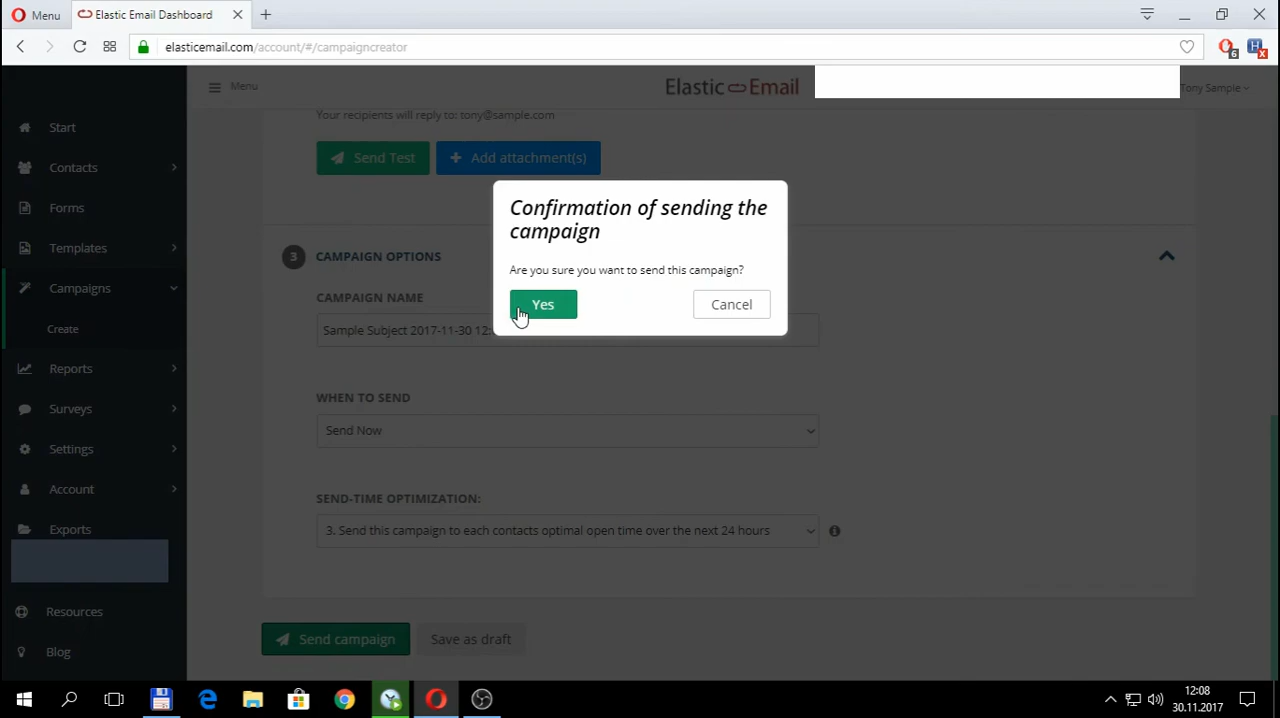 Menu
Elastic Email Dashboard
elasticemail.com/account/#/campaigncreator
6
H
Menu
Elastic Email
Tony Sample
Start
Contacts
Forms
Templates
Campaigns
Create
Reports
Surveys
Settings
Account
Exports
Resources
Blog
Your recipients will reply to: tony@sample.com
Send Test
Add attachment(s)
Confirmation of sending the
campaign
Are you sure you want to send this campaign?
Yes
Cancel
3
CAMPAIGN OPTIONS
CAMPAIGN NAME
Sample Subject 2017-11-30 12:
WHEN TO SEND
Send Now
SEND-TIME OPTIMIZATION:
3. Send this campaign to each contacts optimal open time over the next 24 hours
Send campaign
Save as draft
12:08
30.11.2017